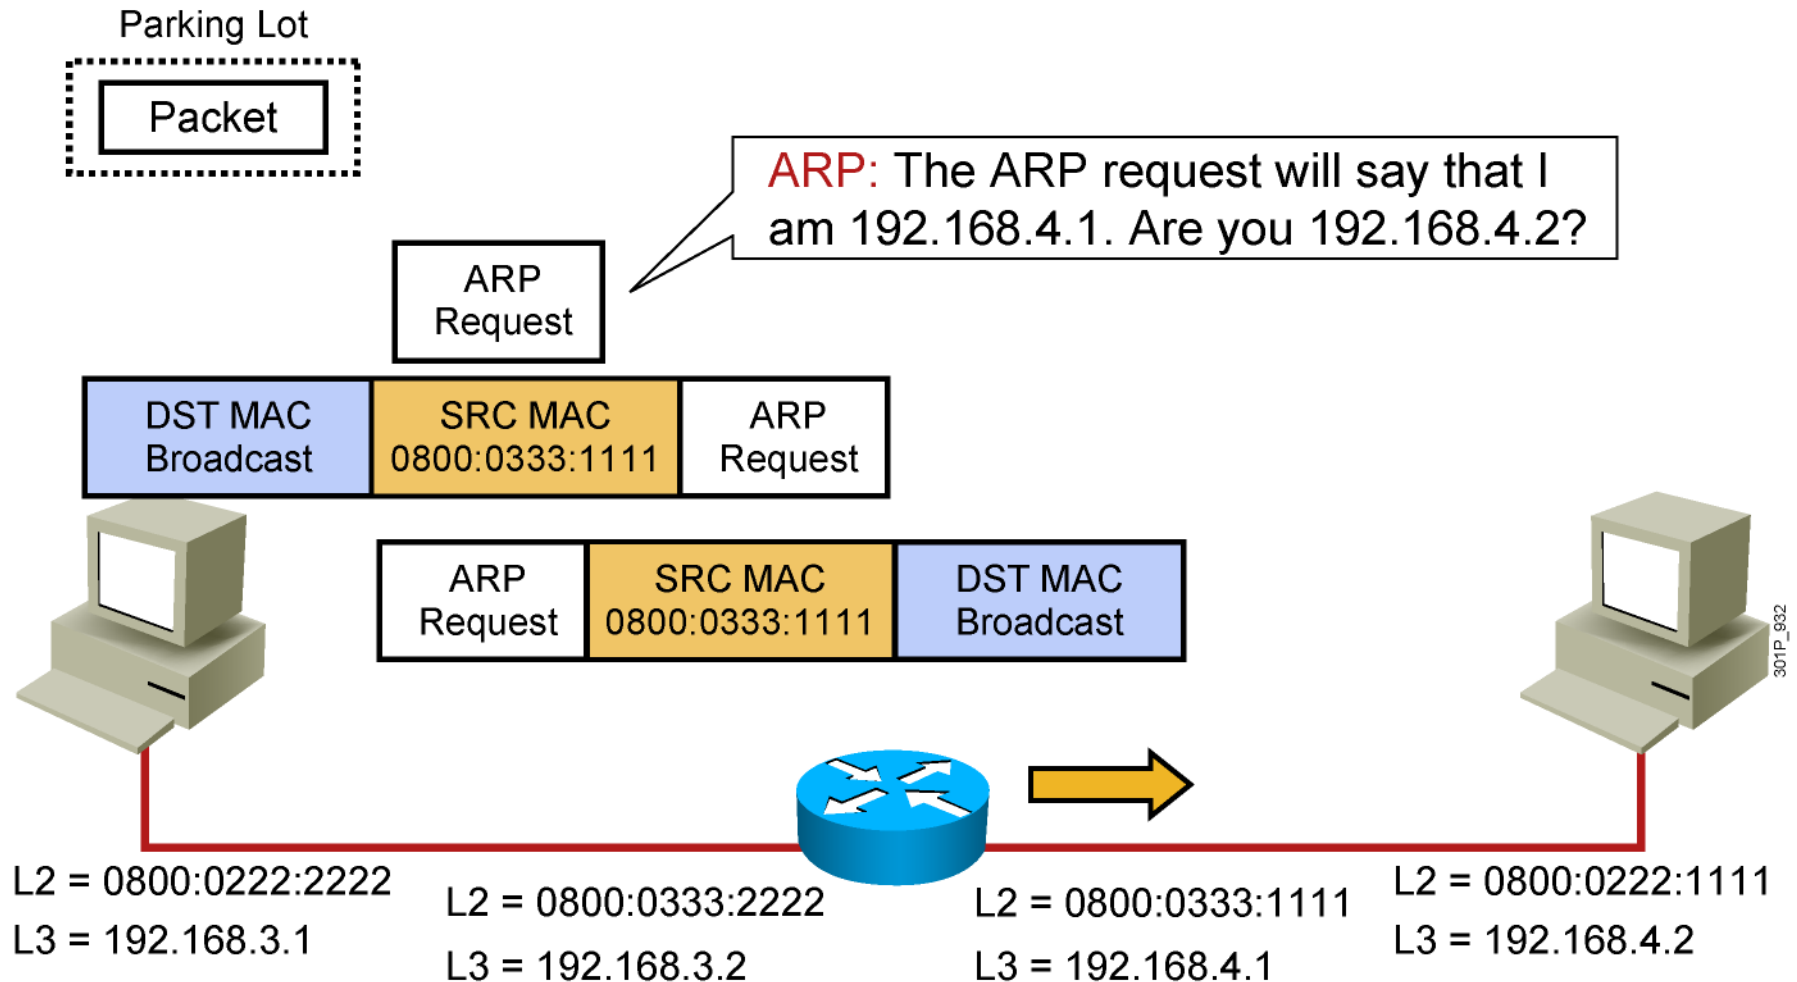 Parking Lot
Packet
ARP: The ARP request will say that I
am 192.168.4.1. Are you 192.168.4.2?
ARP
Request
DST MAC
Broadcast
SRC MAC
0800:0333:1111
ARP
Request
ARP
Request
SRC MAC
0800:0333:1111
DST MAC
Broadcast
301P_932
L2 = 0800:0222:2222
L3 = 192.168.3.1
L2 = 0800:0333:2222
L3 = 192.168.3.2
L2 = 0800:0333:1111
L3 = 192.168.4.1
L2 = 0800:0222:1111
L3 = 192.168.4.2